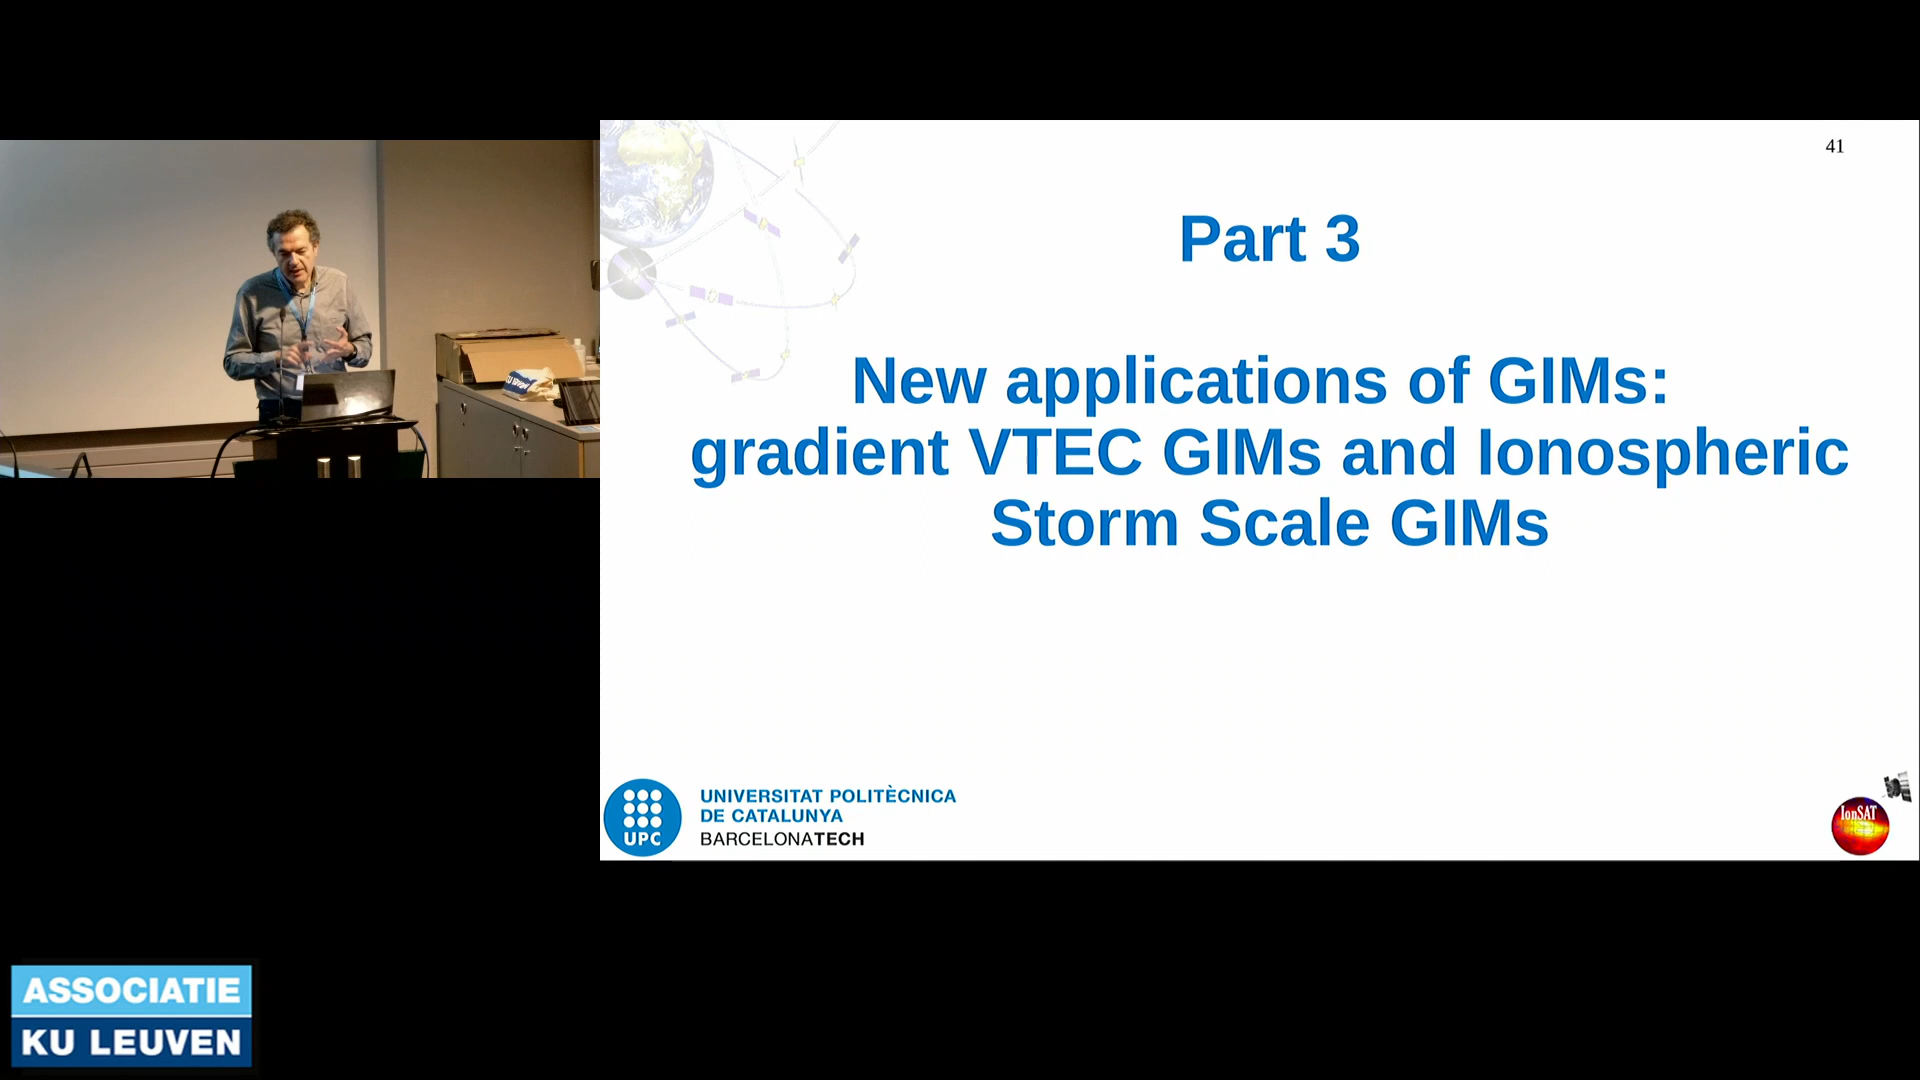 41
Part 3
New applications of GIMs:
gradient VTEC GIMs and Ionospheric
Storm Scale GIMs
UPC
UNIVERSITAT POLITÈCNICA
DE CATALUNYA
BARCELONATECH
IonSAT
ASSOCIATIE
KU LEUVEN